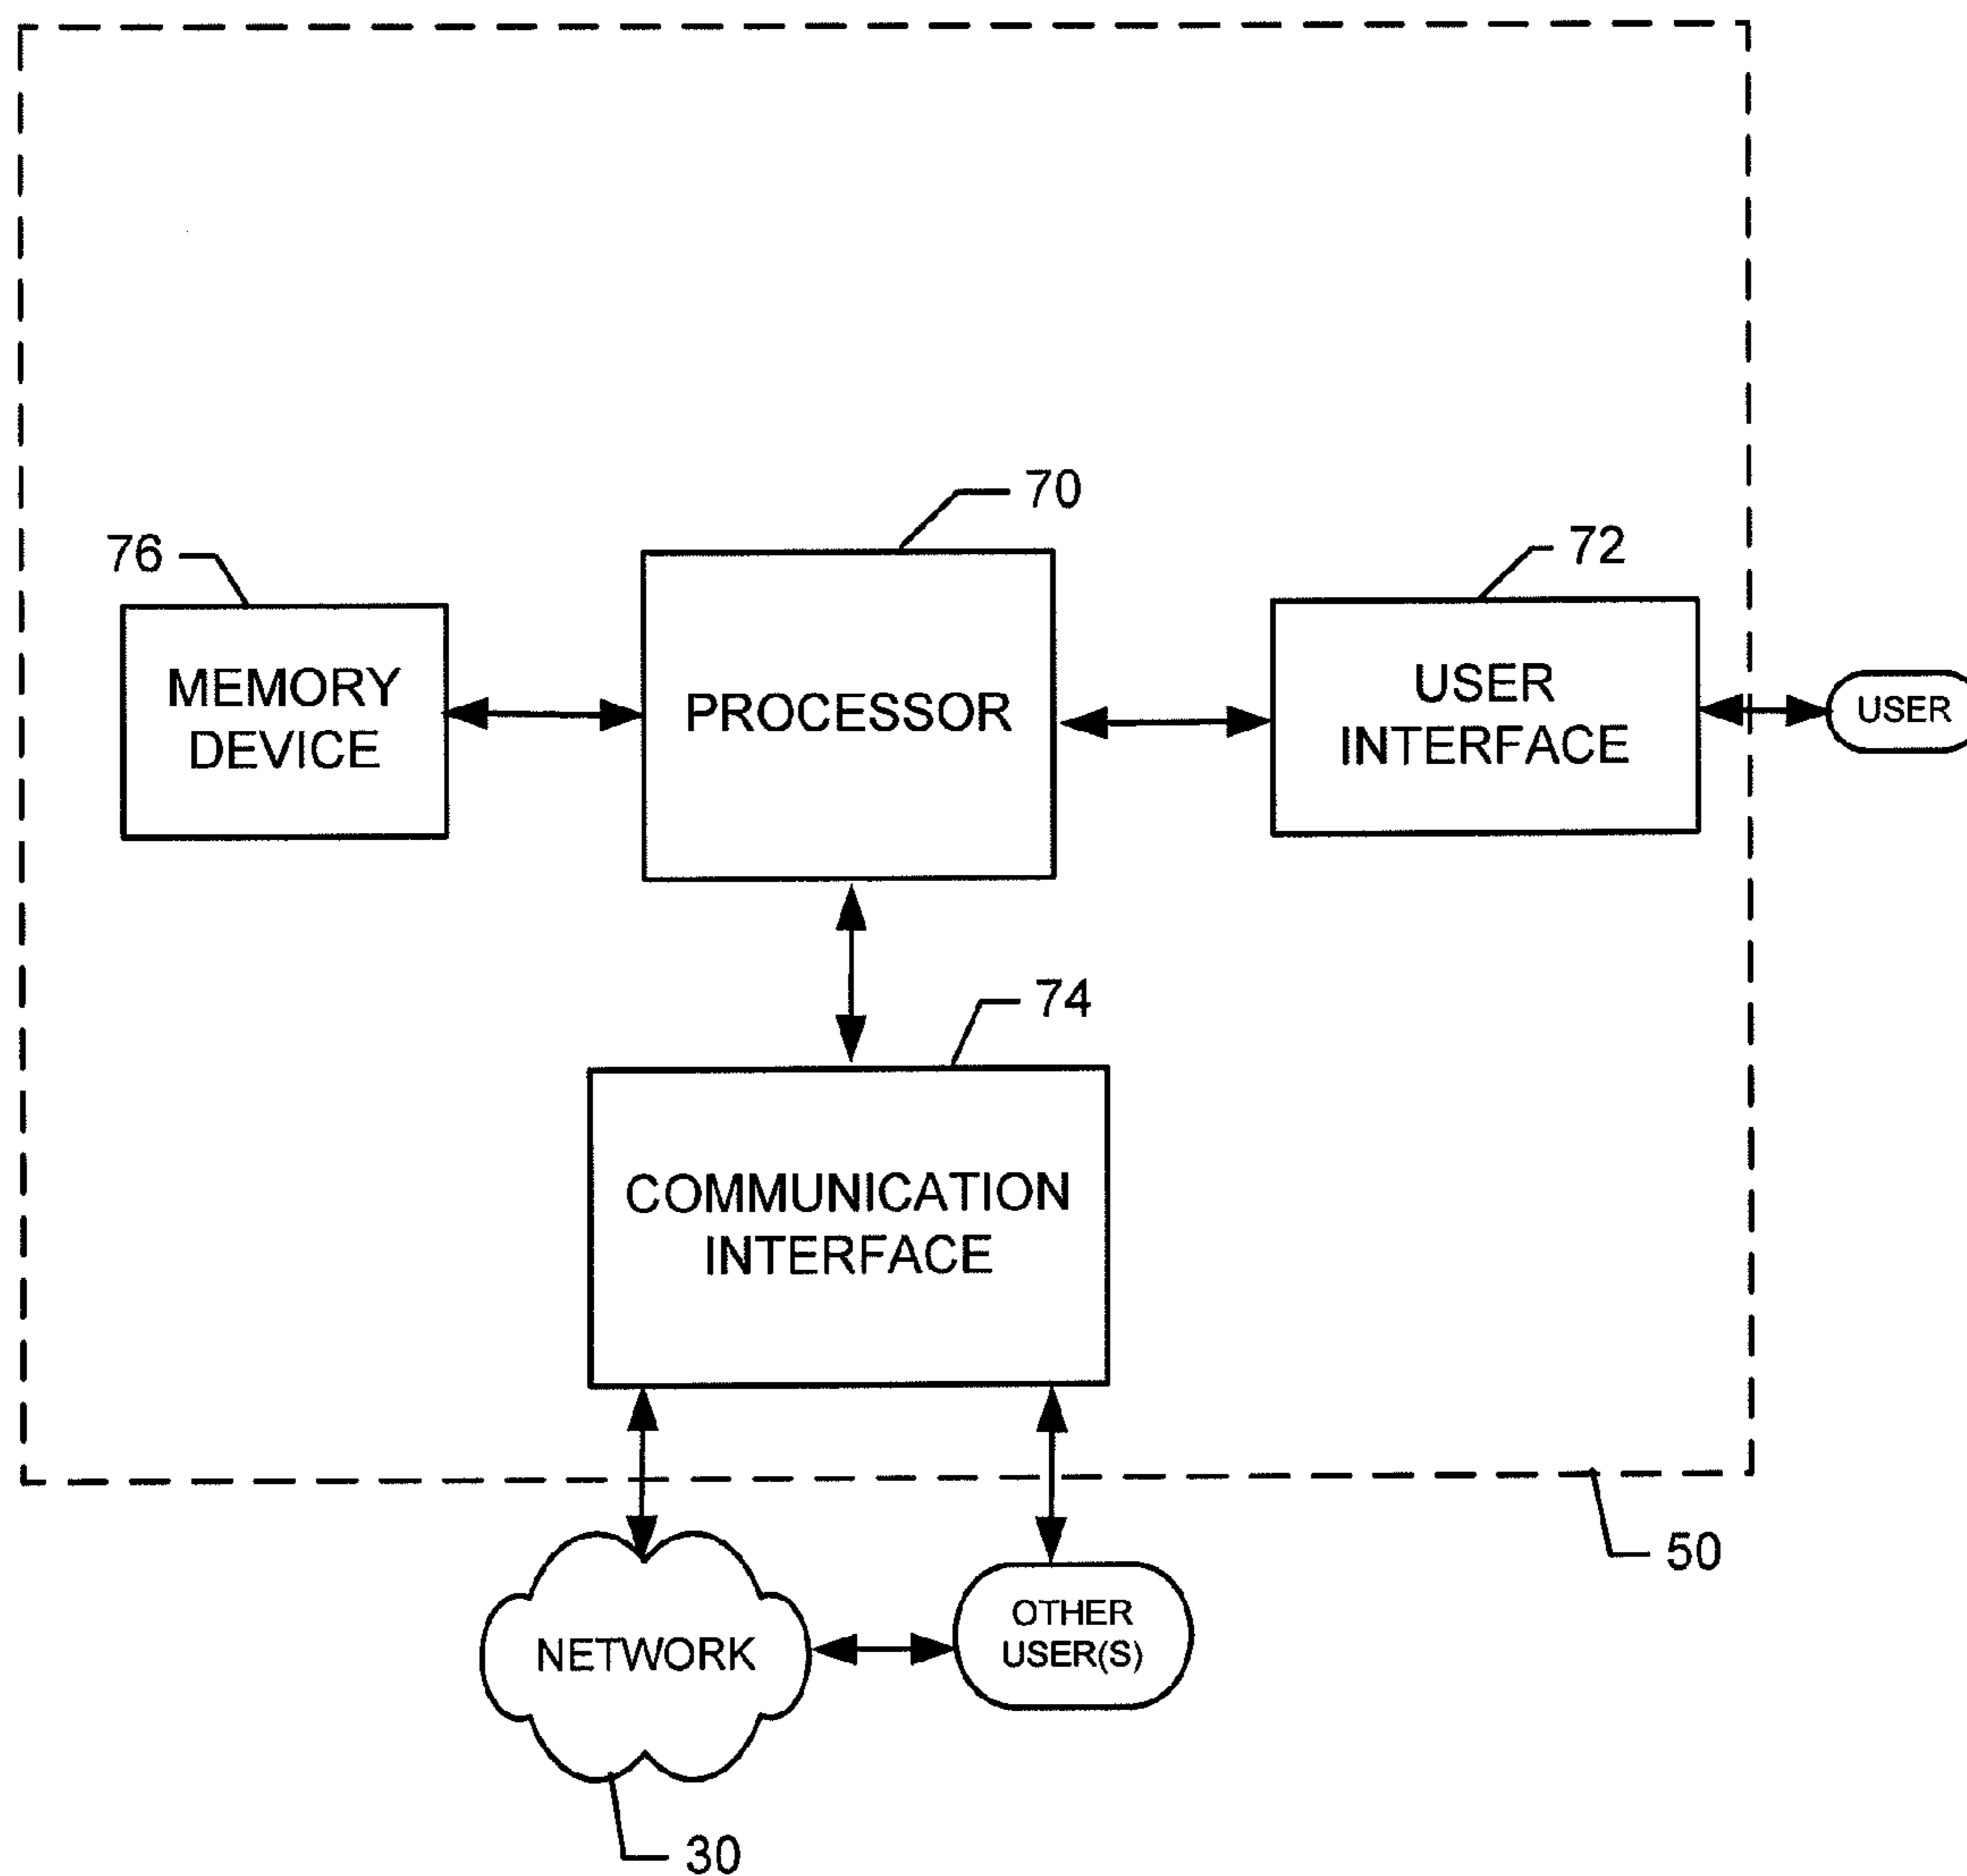 70
76
72
MEMORY
DEVICE
PROCESSOR
USER
INTERFACE
USER
74
COMMUNICATION
INTERFACE
50
NETWORK
OTHER
USER(S)
30